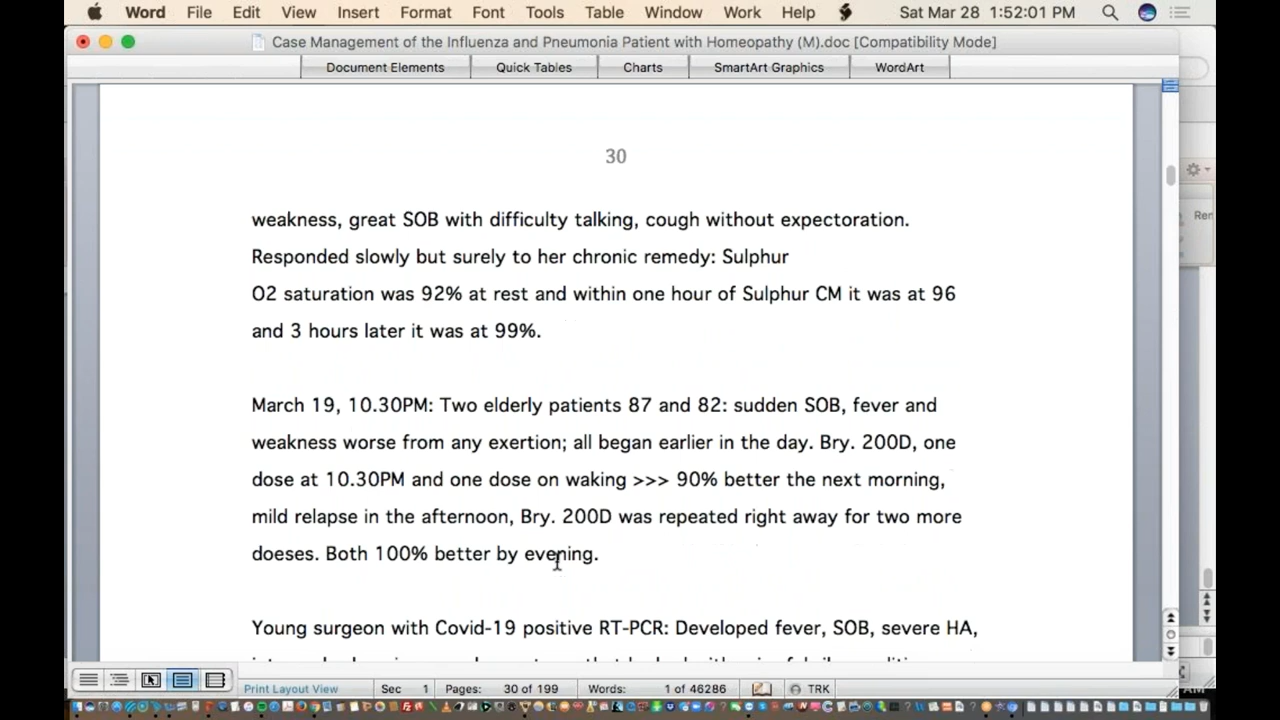 Word File Edit View Insert Format Font Tools Table Window Work Help Sat Mar 28 1:52:01 PM
Case Management of the Influenza and Pneumonia Patient with Homeopathy (M).doc [Compatibility Mode]
Document Elements Quick Tables Charts SmartArt Graphics WordArt
30
Ren
weakness, great SOB with difficulty talking, cough without expectoration.
Responded slowly but surely to her chronic remedy: Sulphur
O2 saturation was 92% at rest and within one hour of Sulphur CM it was at 96
and 3 hours later it was at 99%.
March 19, 10.30PM: Two elderly patients 87 and 82: sudden SOB, fever and
weakness worse from any exertion; all began earlier in the day. Bry. 200D, one
dose at 10.30PM and one dose on waking >>> 90% better the next morning,
mild relapse in the afternoon, Bry. 200D was repeated right away for two more
doeses. Both 100% better by evening.
Young surgeon with Covid-19 positive RT-PCR: Developed fever, SOB, severe HA,
Print Layout View Sec 1 Pages: 30 of 199 Words: 1 of 46286 TRK
AM